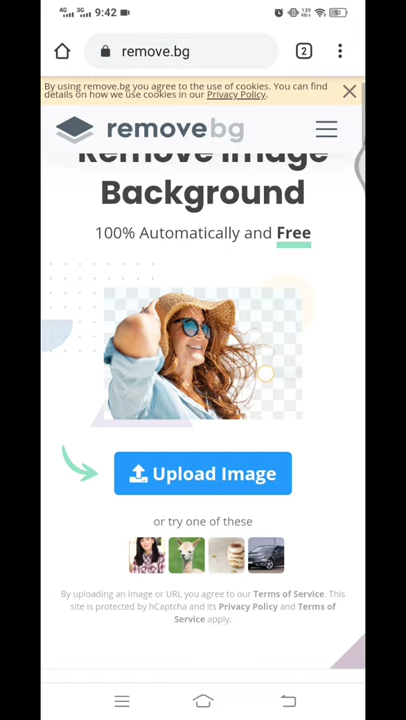 4G 3G 9:42
remove.bg
2
By using remove.bg you agree to the use of cookies. You can find
details on how we use cookies in our Privacy Policy.
removebg
Remove Image
Background
100% Automatically and Free
Upload Image
or try one of these
By uploading an image or URL you agree to our Terms of Service. This
site is protected by hCaptcha and its Privacy Policy and Terms of
Service apply.